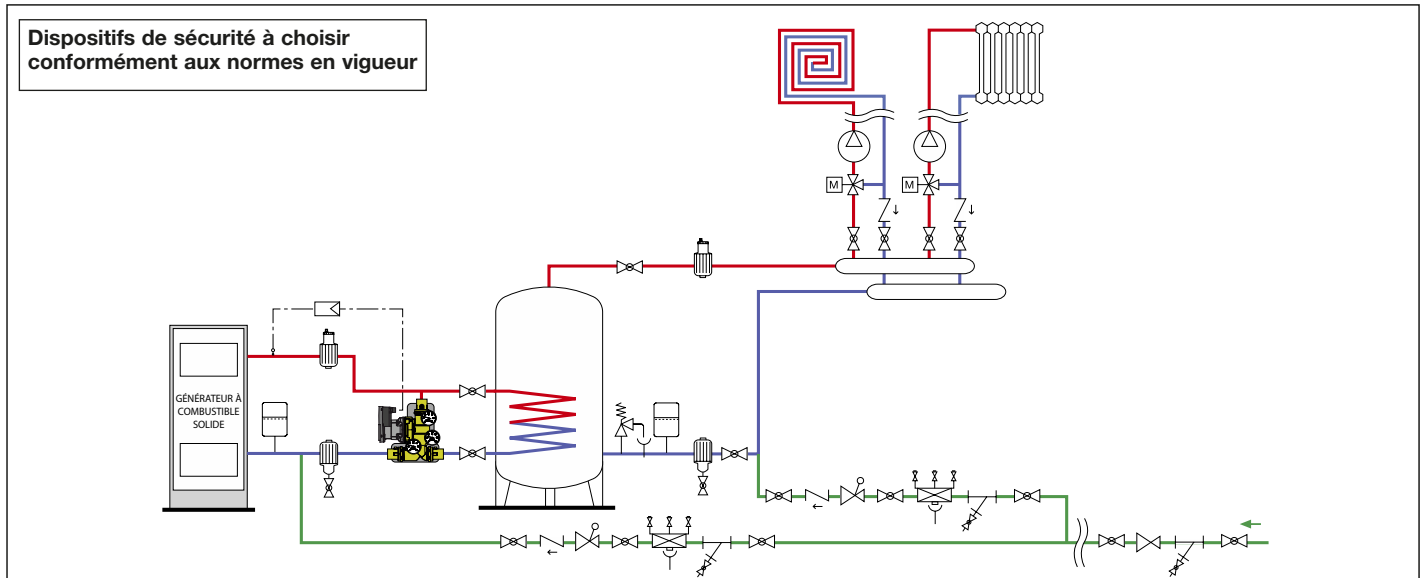 Dispositifs de sécurité à choisir
conformément aux normes en vigueur
M
M
GÉNÉRATEUR À
COMBUSTIBLE
SOLIDE